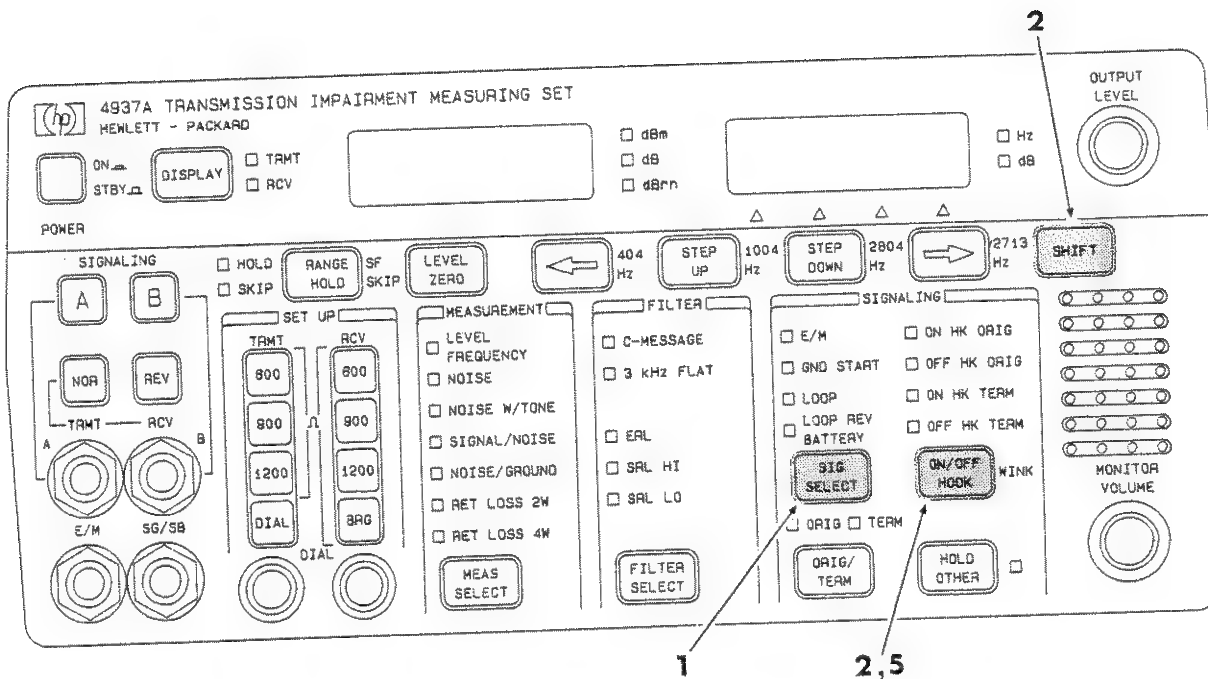 2
hp 4937A TRANSMISSION IMPAIRMENT MEASURING SET
HEWLETT - PACKARD
ON
STBY
POWER
DISPLAY
TRMT
RCV
dBm
dB
dBrn
Hz
dB
OUTPUT
LEVEL
SIGNALING
A
B
NOR
REV
TRMT
RCV
A
B
E/M
SG/SB
HOLD
SKIP
RANGE
HOLD
SF
SKIP
LEVEL
ZERO
404
Hz
STEP
UP
1004
Hz
STEP
DOWN
2804
Hz
2713
Hz
SHIFT
SET UP
TRMT
RCV
600
900
1200
DIAL
Ω
600
900
1200
BRG
DIAL
MEASUREMENT
LEVEL
FREQUENCY
NOISE
NOISE W/TONE
SIGNAL/NOISE
NOISE/GROUND
RET LOSS 2W
RET LOSS 4W
MEAS
SELECT
FILTER
C-MESSAGE
3 kHz FLAT
ERL
SRL HI
SRL LO
FILTER
SELECT
SIGNALING
E/M
GND START
LOOP
LOOP REV
BATTERY
SIG
SELECT
ORIG
TERM
ORIG/
TERM
ON HK ORIG
OFF HK ORIG
ON HK TERM
OFF HK TERM
ON/OFF
HOOK
WINK
HOLD
OTHER
MONITOR
VOLUME
1
2,5